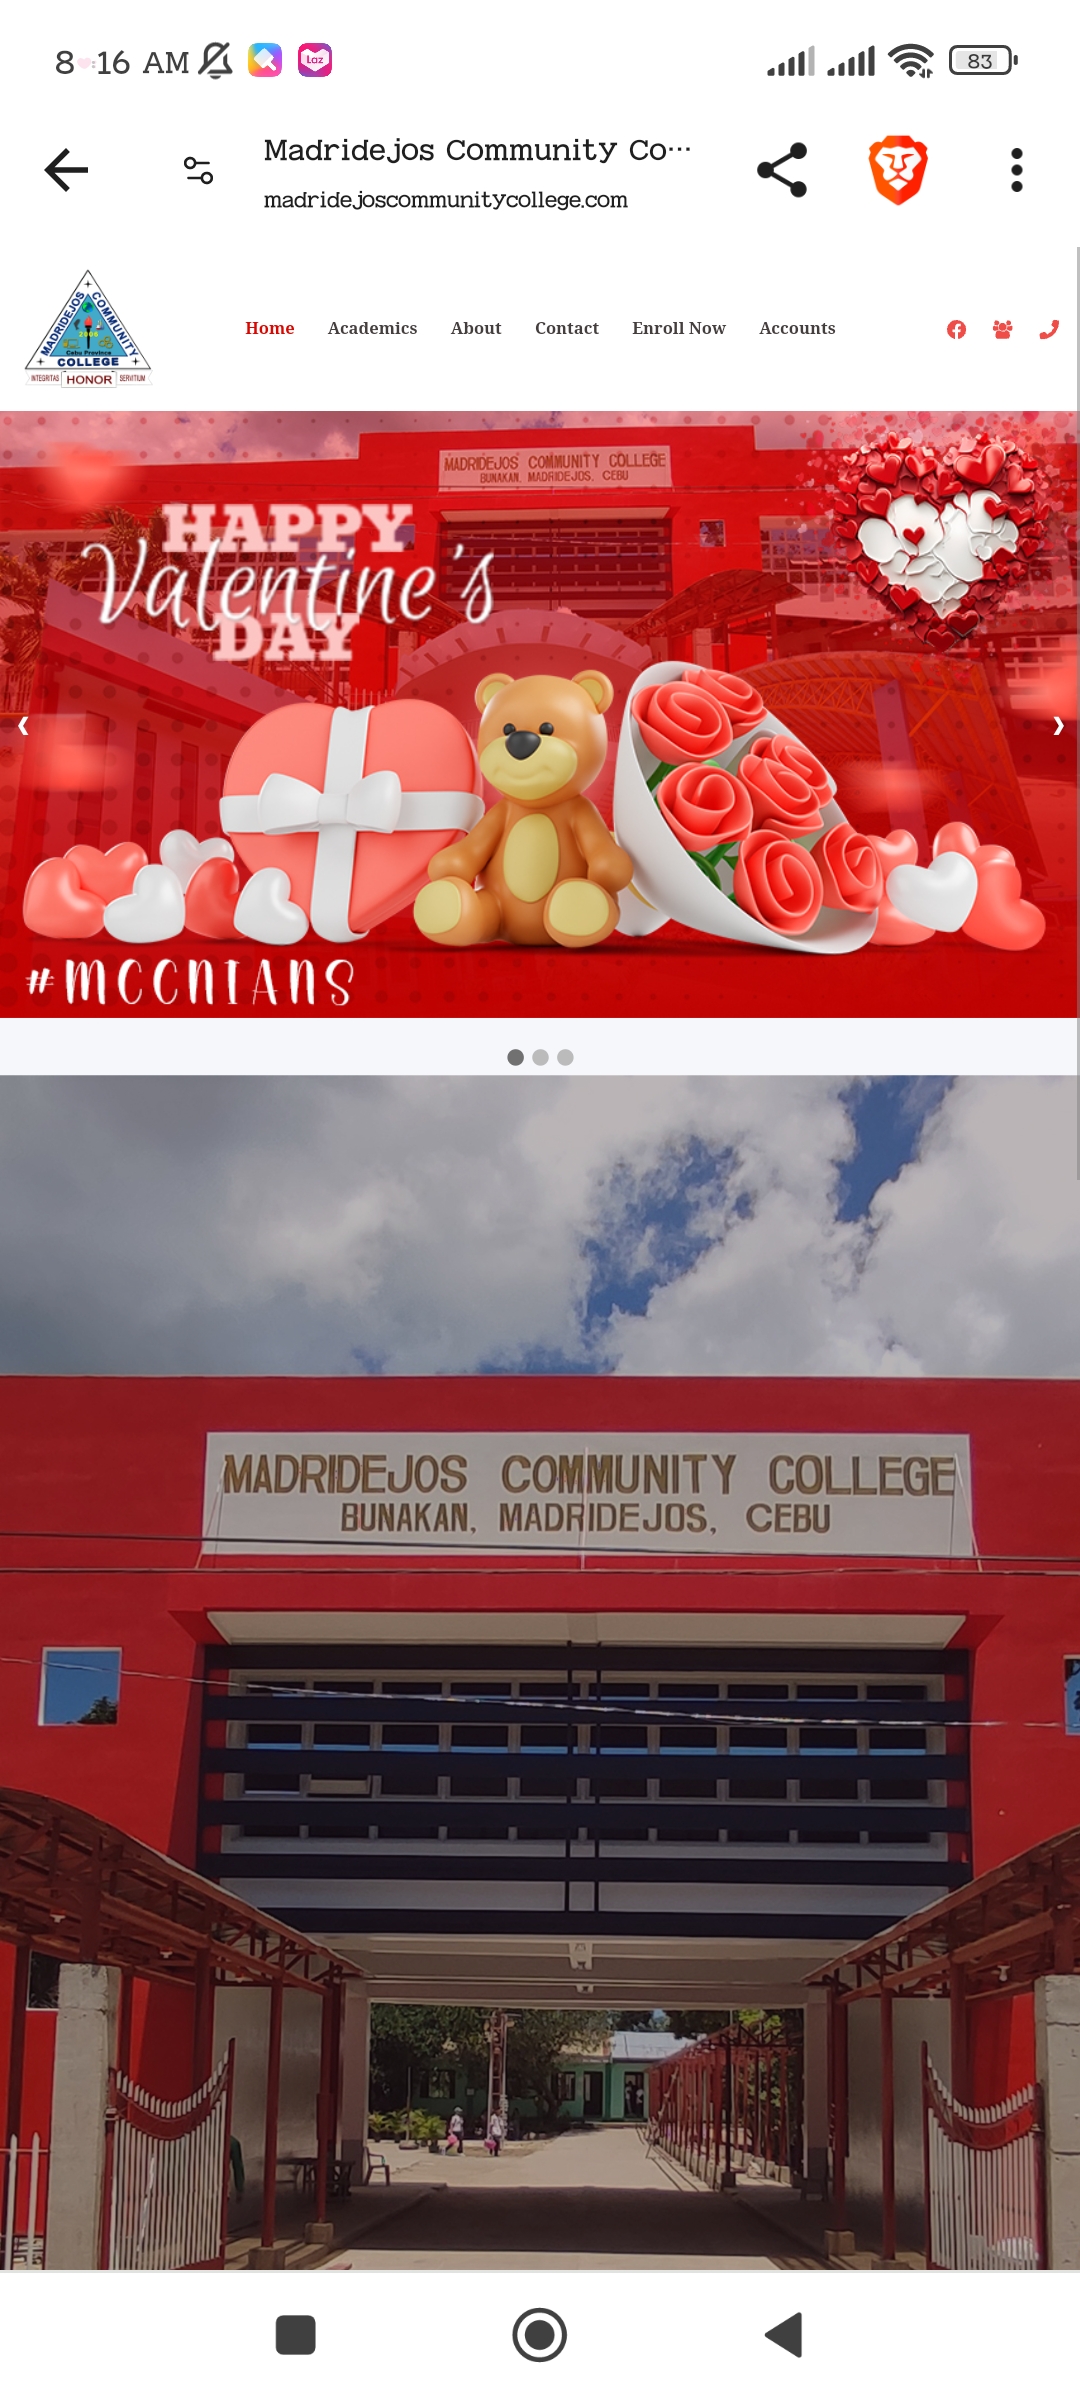 8:16 AM
Laz
83
Madridejos Community Co...
madridejoscommunitycollege.com
MADRIDEJOS COMMUNITY
2006
Cebu Province
COLLEGE
INTEGRITAS HONOR SERVITIUM
Home Academics About Contact Enroll Now Accounts
MADRIDEJOS COMMUNITY COLLEGE
BUNAKAN, MADRIDEJOS, CEBU
HAPPY
Valentine's
DAY
#MCCNIANS
MADRIDEJOS COMMUNITY COLLEGE
BUNAKAN, MADRIDEJOS, CEBU